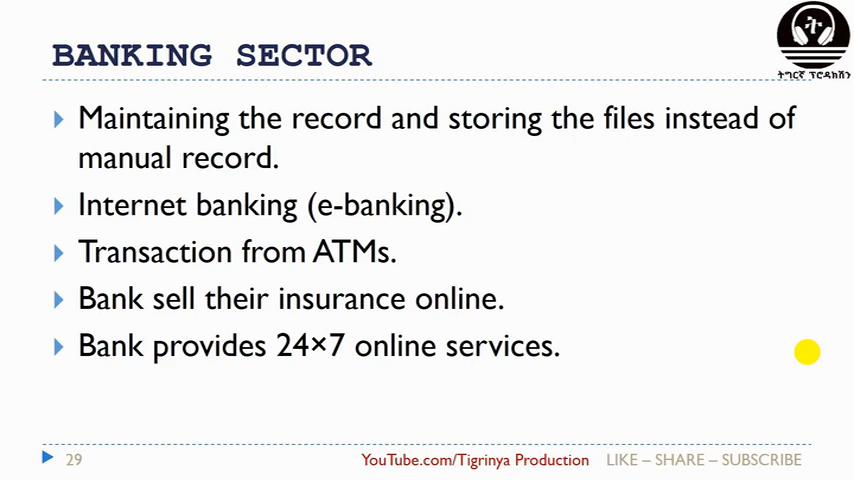 ት
ትግርኛ ፕሮዳክሽን
BANKING SECTOR
Maintaining the record and storing the files instead of
manual record.
Internet banking (e-banking).
Transaction from ATMs.
Bank sell their insurance online.
Bank provides 24×7 online services.
29
YouTube.com/Tigrinya Production
LIKE – SHARE – SUBSCRIBE